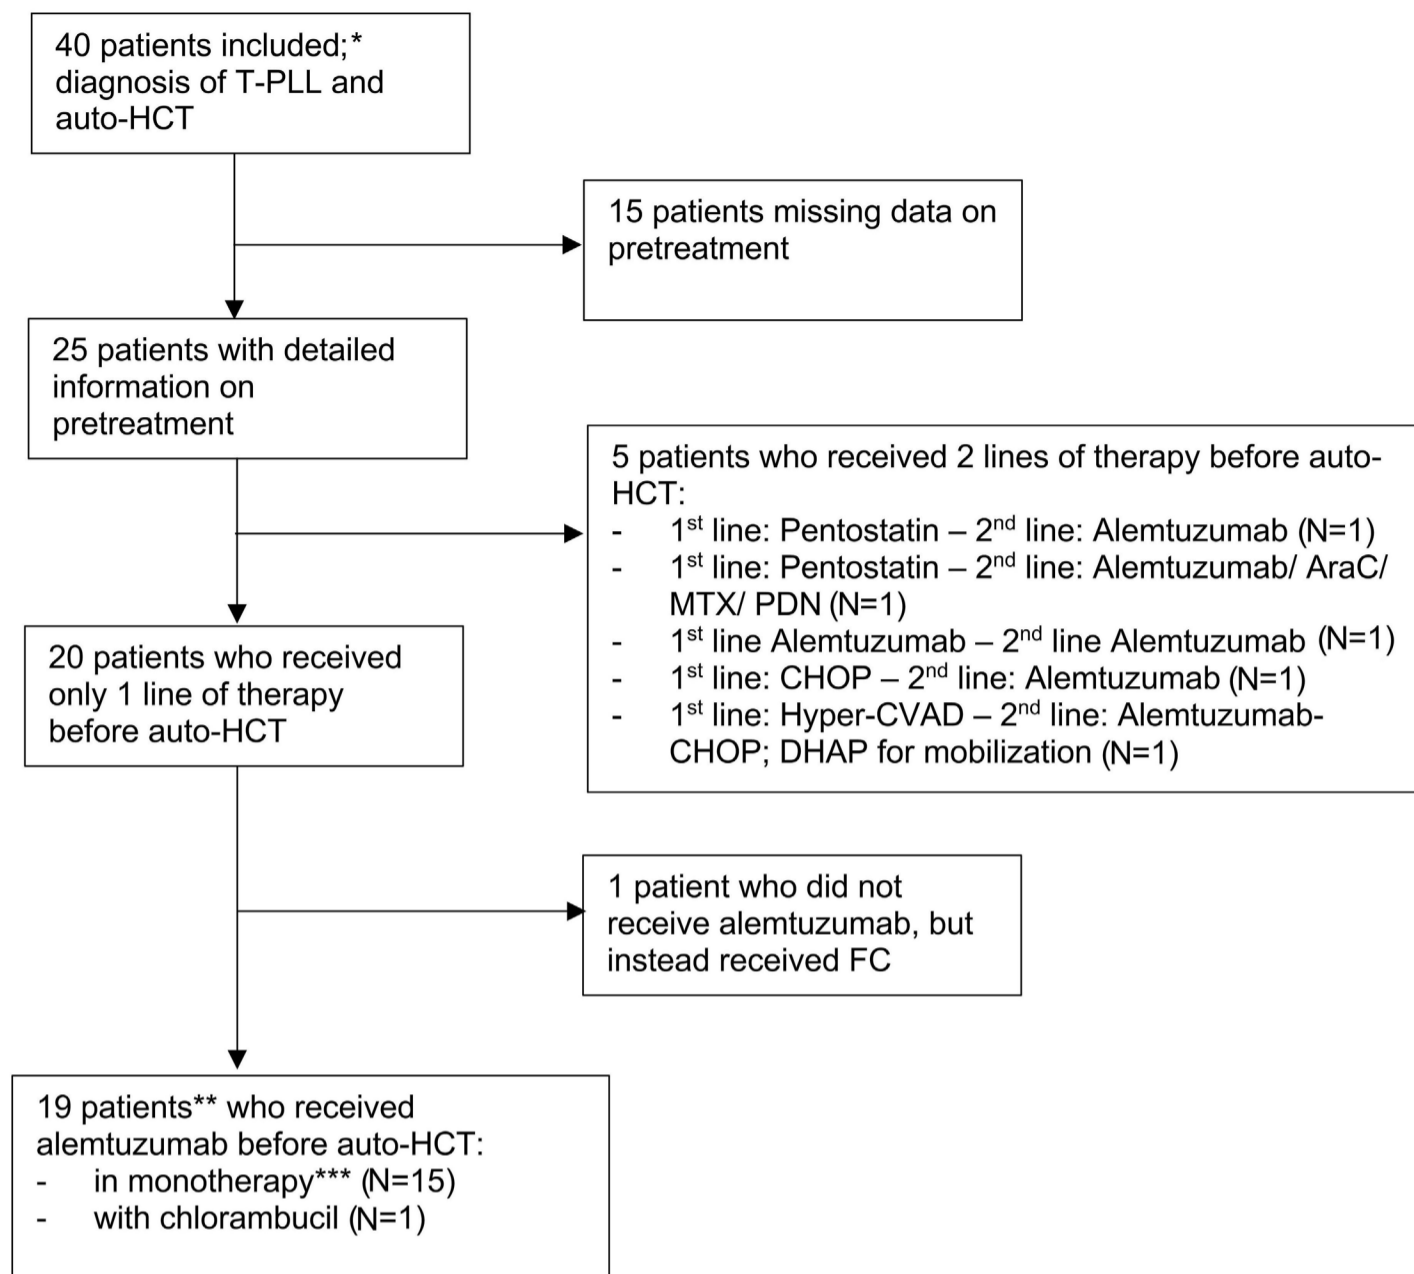 40 patients included;*
diagnosis of T-PLL and
auto-HCT
15 patients missing data on
pretreatment
25 patients with detailed
information on
pretreatment
5 patients who received 2 lines of therapy before auto-
HCT:
- 1st line: Pentostatin – 2nd line: Alemtuzumab (N=1)
- 1st line: Pentostatin – 2nd line: Alemtuzumab/ AraC/
MTX/ PDN (N=1)
- 1st line Alemtuzumab – 2nd line Alemtuzumab (N=1)
- 1st line: CHOP – 2nd line: Alemtuzumab (N=1)
- 1st line: Hyper-CVAD – 2nd line: Alemtuzumab-
CHOP; DHAP for mobilization (N=1)
20 patients who received
only 1 line of therapy
before auto-HCT
1 patient who did not
receive alemtuzumab, but
instead received FC
19 patients** who received
alemtuzumab before auto-HCT:
- in monotherapy*** (N=15)
- with chlorambucil (N=1)